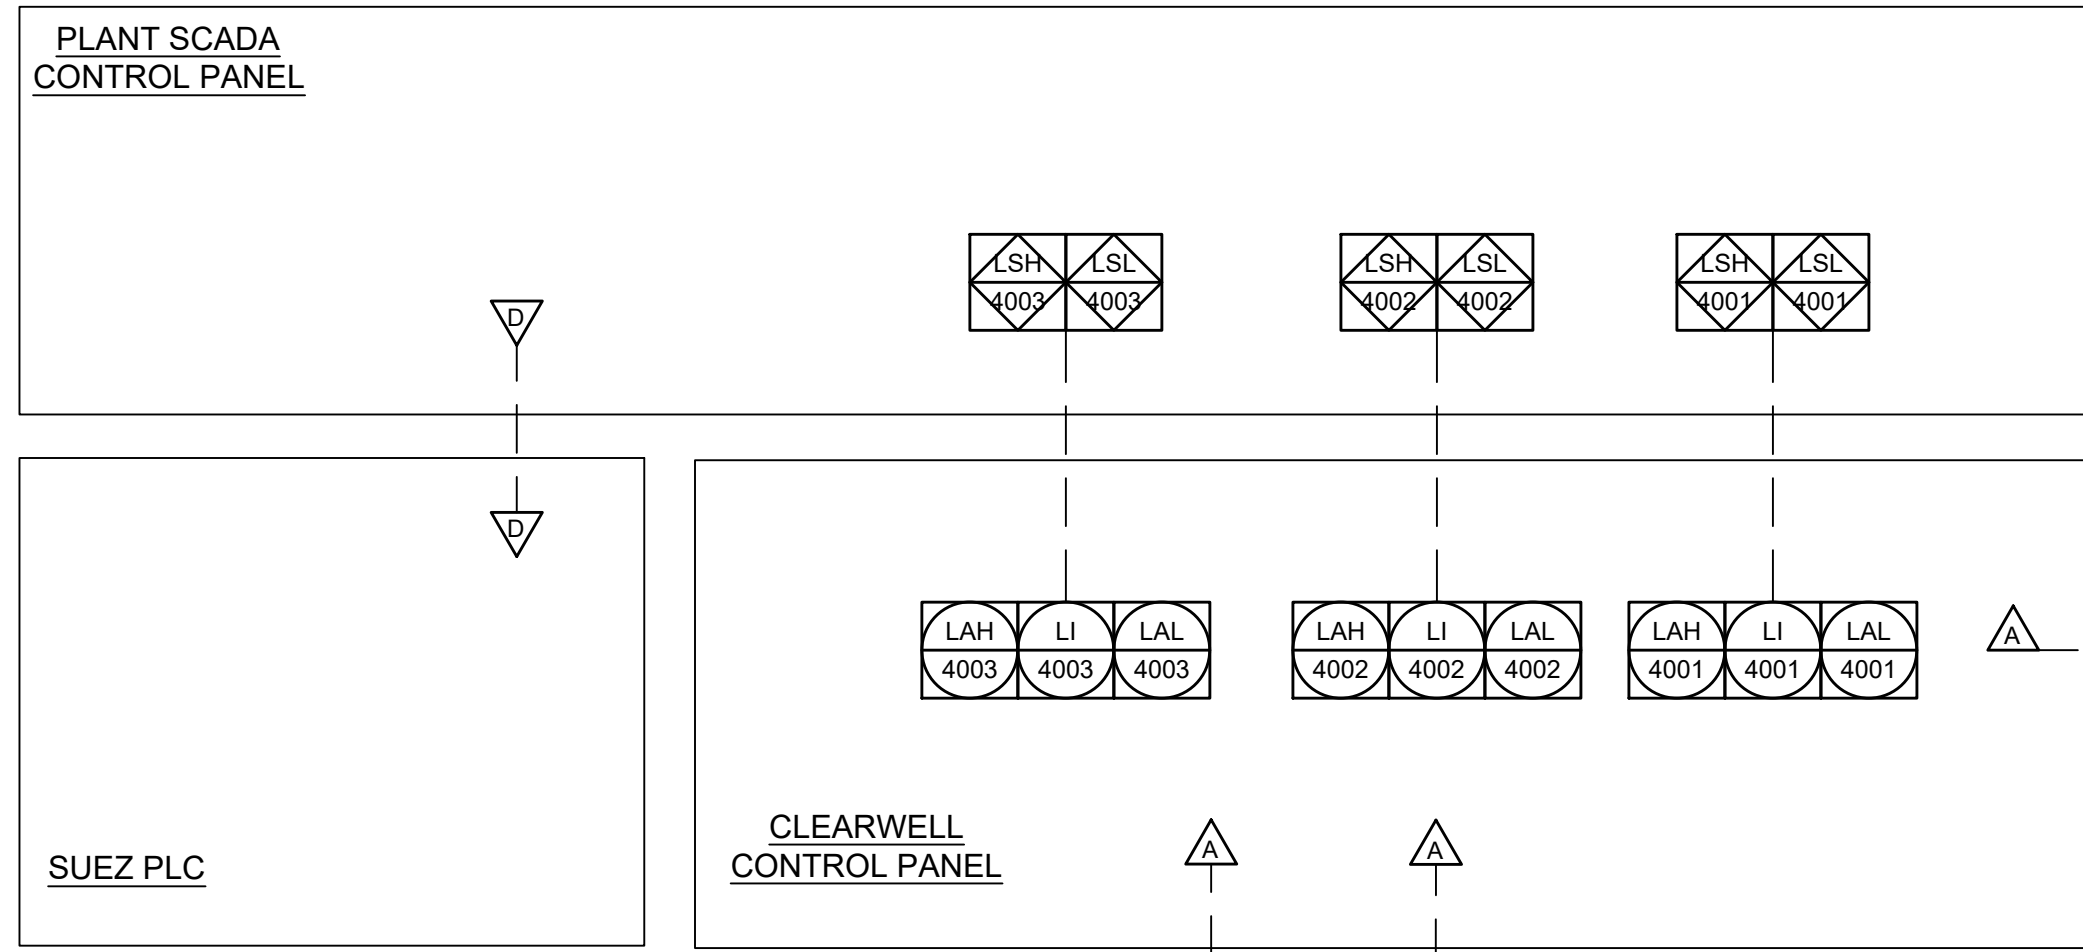 PLANT SCADA
CONTROL PANEL
LSH LSL LSH LSL LSH LSL
4003 4003 4002 4002 4001 4001
D
D
LAH LI LAL LAH LI LAL LAH LI LAL
4003 4003 4003 4002 4002 4002 4001 4001 4001
A
CLEARWELL
CONTROL PANEL
A A
SUEZ PLC